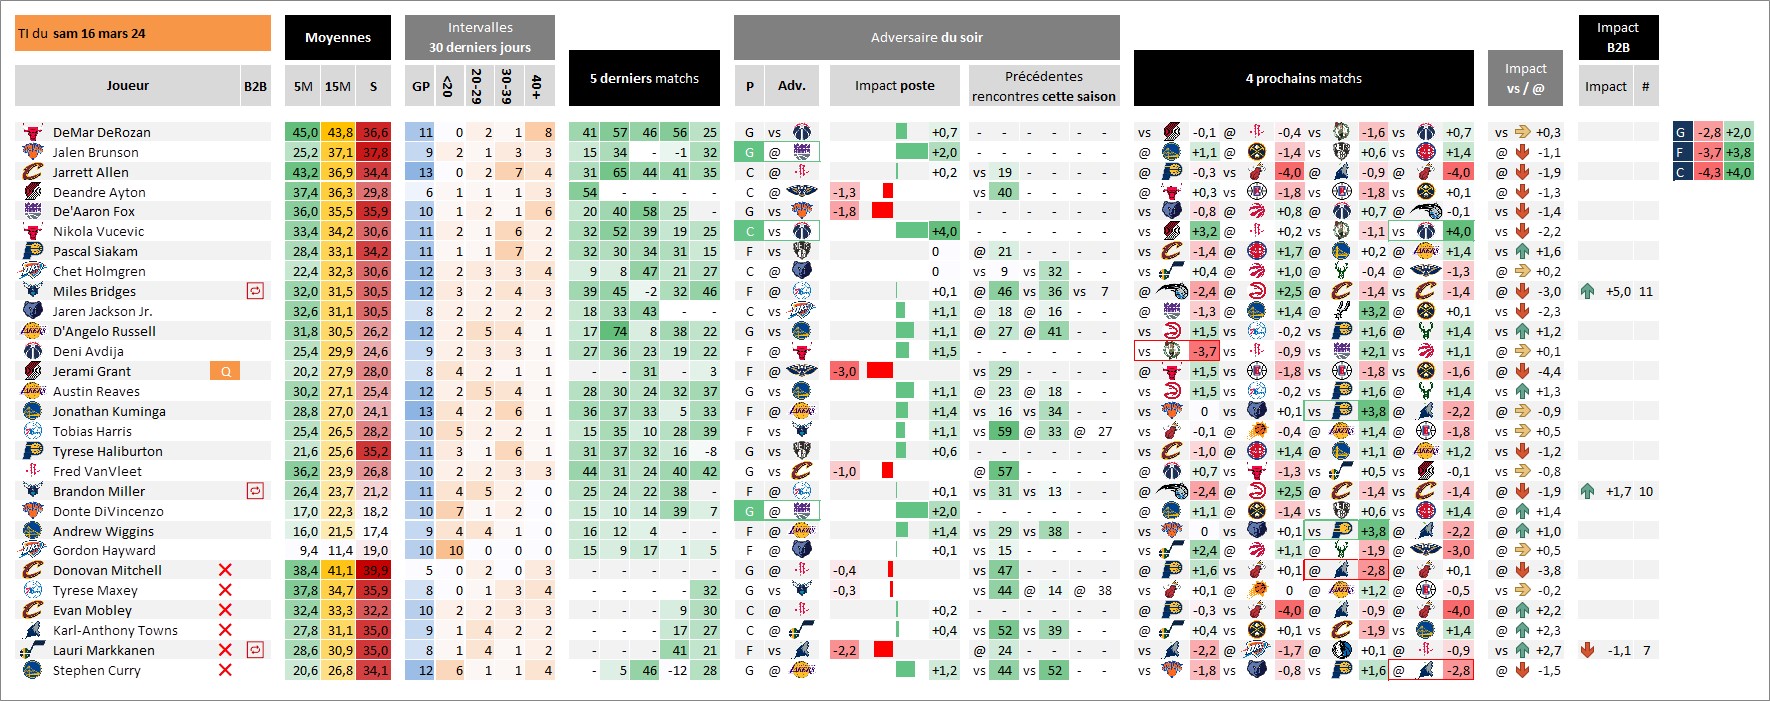 TI du sam 16 mars 24
Moyennes
Intervalles
30 derniers jours
5 derniers matchs
Adversaire du soir
4 prochains matchs
Impact
vs / @
Impact
B2B
Joueur B2B 5M 15M S GP <20 20-29 30-39 40+ P Adv. Impact poste Précédentes rencontres cette saison Impact #
DeMar DeRozan 45,0 43,8 36,6 11 0 2 1 8 41 57 46 56 25 G vs +0,7 - - - - - - vs -0,1 @ -0,4 vs -1,6 vs +0,7 vs +0,3 G -2,8 +2,0
Jalen Brunson 25,2 37,1 37,8 9 2 1 3 3 15 34 - -1 32 G @ +2,0 - - - - - - @ +1,1 @ -1,4 vs +0,6 vs +1,4 @ -1,1 F -3,7 +3,8
Jarrett Allen 43,2 36,9 34,4 13 0 2 7 4 31 65 44 41 35 C @ +0,2 vs 19 - - - - @ -0,3 vs -4,0 @ -0,9 @ -4,0 @ -1,9 C -4,3 +4,0
Deandre Ayton 37,4 36,3 29,8 6 1 1 1 3 54 - - - - C @ -1,3 vs 40 - - - - @ +0,3 vs -1,8 vs -1,8 vs +0,1 @ -1,3
De'Aaron Fox 36,0 35,5 35,9 10 1 2 1 6 20 40 58 25 - G vs -1,8 - - - - - - vs -0,8 @ +0,8 @ +0,7 @ -0,1 vs -1,4
Nikola Vucevic 33,4 34,2 30,6 11 2 1 6 2 32 52 39 19 25 C vs +4,0 - - - - - - vs +3,2 @ +0,2 vs -1,1 vs +4,0 vs -2,2
Pascal Siakam 28,4 33,1 34,2 11 1 1 7 2 32 30 34 31 15 F vs 0 @ 21 - - - - vs -1,4 @ +1,7 @ +0,2 @ -1,4 vs +1,6
Chet Holmgren 22,4 32,3 30,6 12 2 3 3 4 9 8 47 21 27 C @ 0 vs 9 vs 32 - - vs +0,4 @ +1,0 @ -0,4 @ -1,3 vs +0,2
Miles Bridges 32,0 31,5 30,5 12 3 2 4 3 39 45 -2 32 46 F @ +0,1 @ 46 vs 36 vs 7 @ -2,4 @ +2,5 @ -1,4 vs -1,4 @ -3,0 +5,0 11
Jaren Jackson Jr. 32,6 31,1 30,5 8 2 2 2 2 18 33 43 - - C vs +1,1 @ 18 @ 16 - - @ -1,3 @ +1,4 @ +3,2 @ +0,1 vs -2,3
D'Angelo Russell 31,8 30,5 26,2 12 2 5 4 1 17 74 8 38 22 G vs +1,1 @ 27 @ 41 - - vs +1,5 vs -0,2 vs +1,6 @ +1,4 vs +1,2
Deni Avdija 25,4 29,9 24,6 9 2 3 3 1 27 36 23 19 22 F @ +1,5 - - - - - - vs -3,7 vs -0,9 vs +2,1 vs +1,1 @ +0,1
Jerami Grant Q 20,2 27,9 28,0 8 4 2 1 1 - - 31 - 3 F @ -3,0 vs 29 - - - - @ +1,5 vs -1,8 vs -1,8 vs -1,6 @ -4,4
Austin Reaves 30,2 27,1 25,4 12 5 2 4 1 28 30 24 32 37 G vs +1,1 @ 23 @ 18 - - vs +1,5 vs -0,2 vs +1,6 @ +1,4 vs +1,3
Jonathan Kuminga 28,8 27,0 24,1 13 4 2 6 1 36 37 33 5 33 F @ +1,4 vs 16 vs 34 - - vs 0 vs +0,1 vs +3,8 @ -2,2 @ -0,9
Tobias Harris 25,4 26,5 28,2 10 5 2 2 1 15 35 10 28 39 F vs +1,1 vs 59 @ 33 @ 27 vs -0,1 @ -0,4 @ +1,4 @ -1,8 vs +0,5
Tyrese Haliburton 21,6 25,6 35,2 11 3 1 6 1 31 37 32 16 -8 G vs +0,6 - - - - - - vs -1,0 @ +1,4 @ +1,1 @ -1,2 vs +0,8
Fred VanVleet 36,2 23,9 26,8 10 2 2 3 3 44 31 24 40 42 G vs -1,0 @ 57 - - - - @ +0,7 vs -1,3 @ +0,5 vs -0,1 vs -0,8
Brandon Miller 26,4 23,7 21,2 11 4 5 2 0 25 24 22 38 - F @ +0,1 vs 31 vs 13 - - @ -2,4 @ +2,5 @ -1,4 vs -1,4 @ -1,9 +1,7 10
Donte DiVincenzo 17,0 22,3 18,2 10 7 1 2 0 15 10 14 39 7 G @ +2,0 - - - - - - @ +1,1 @ -1,4 vs +0,6 vs +1,4 @ +1,6
Andrew Wiggins 16,0 21,5 17,4 9 4 4 1 0 16 12 4 - - F @ +1,4 vs 29 vs 38 - - vs 0 vs +0,1 vs +3,8 @ -2,2 @ +1,0
Gordon Hayward 9,4 11,4 19,0 10 10 0 0 0 15 9 17 1 5 F @ +0,1 vs 15 - - - - vs +2,4 @ +1,1 @ -1,9 @ -3,0 @ +0,5
Donovan Mitchell 38,4 41,1 39,9 5 0 2 0 3 - - - - - G @ -0,4 vs 47 - - - - @ +1,6 vs +0,1 @ -2,8 @ +0,1 @ -3,8
Tyrese Maxey 37,8 34,7 35,9 8 0 1 3 4 - - - - 32 G vs -0,3 vs 44 @ 14 @ 38 vs +0,1 @ 0 @ +1,2 @ -0,5 vs -0,2
Evan Mobley 32,4 33,3 32,2 10 2 2 3 3 - - - 9 30 C @ +0,2 - - - - - - @ -0,3 vs -4,0 @ -0,9 @ -4,0 @ +2,2
Karl-Anthony Towns 27,8 31,1 35,0 9 1 4 2 2 - - - 17 27 C @ +0,4 vs 52 vs 39 - - @ +0,4 vs +0,1 vs -1,9 vs +1,4 @ +2,3
Lauri Markkanen 28,6 30,9 35,0 8 1 4 1 2 - - - 41 21 F vs -2,2 @ 24 - - - - vs -2,2 @ -1,7 @ +0,1 @ -0,9 vs +2,7 -1,1 7
Stephen Curry 20,6 26,8 34,1 12 6 1 1 4 - 5 46 -12 28 G @ +1,2 vs 44 vs 52 - - vs -1,8 vs -0,8 vs +1,6 @ -2,8 @ -1,5